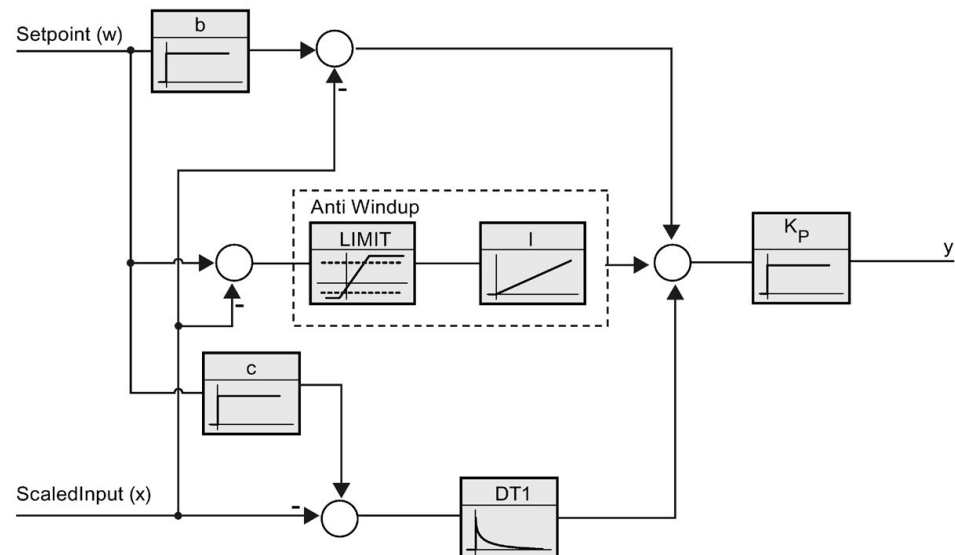 Setpoint (w)
b
-
Anti Windup
LIMIT
I
K_P
y
-
c
ScaledInput (x)
-
DT1